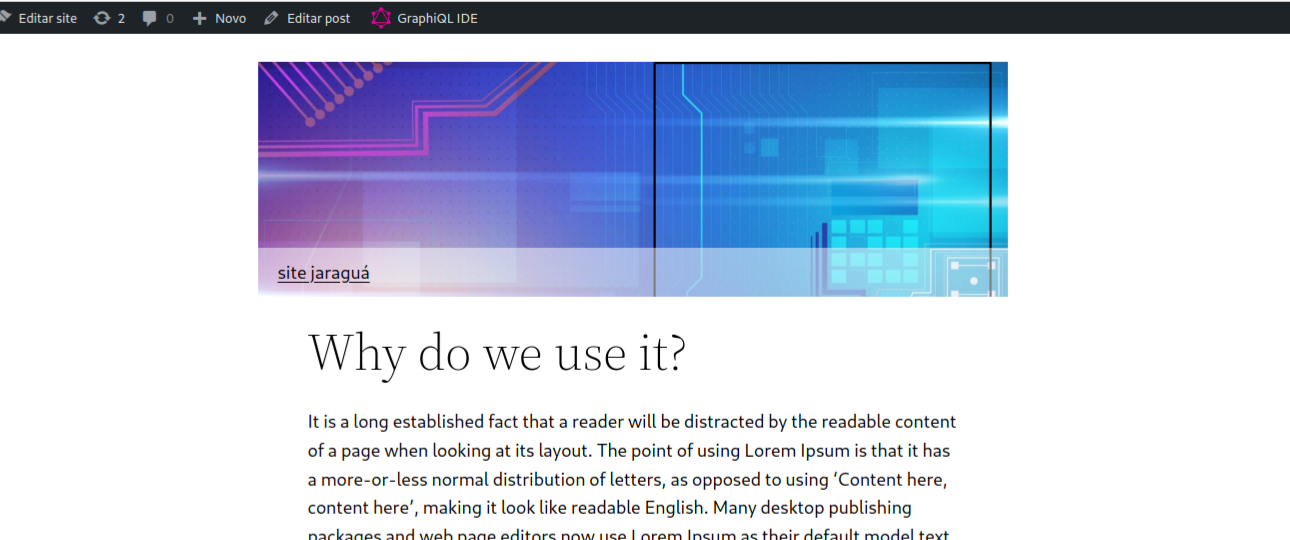 Editar site 2 0 Novo Editar post GraphiQL IDE
site jaraguá
Why do we use it?
It is a long established fact that a reader will be distracted by the readable content
of a page when looking at its layout. The point of using Lorem Ipsum is that it has
a more-or-less normal distribution of letters, as opposed to using ‘Content here,
content here’, making it look like readable English. Many desktop publishing
packages and web page editors now use Lorem Ipsum as their default model text